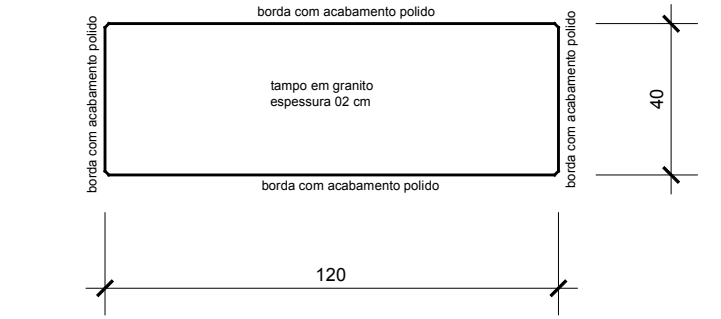 borda com acabamento polido
borda com acabamento polido
tampo em granito
espessura 02 cm
borda com acabamento polido
40
borda com acabamento polido
120